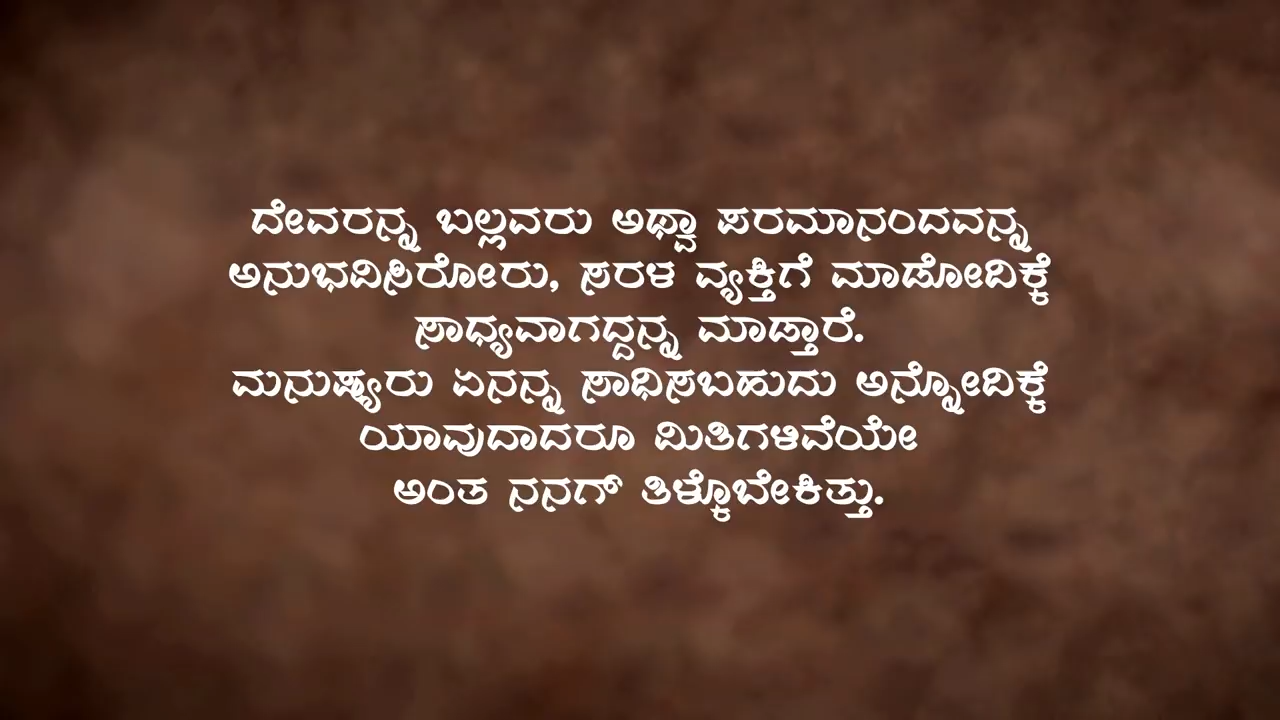 ದೇವರನ್ನ ಬಲ್ಲವರು ಅಥ್ವಾ ಪರಮಾನಂದವನ್ನ
ಅನುಭವಿಸಿರೋರು, ಸರಳ ವ್ಯಕ್ತಿಗೆ ಮಾಡೋದಿಕ್ಕೆ
ಸಾಧ್ಯವಾಗದ್ದನ್ನ ಮಾಡ್ತಾರೆ.
ಮನುಷ್ಯರು ಏನನ್ನ ಸಾಧಿಸಬಹುದು ಅನ್ನೋದಿಕ್ಕೆ
ಯಾವುದಾದರೂ ಮಿತಿಗಳಿವೆಯೇ
ಅಂತ ನನಗ್ ತಿಳ್ಕೊಬೇಕಿತ್ತು.